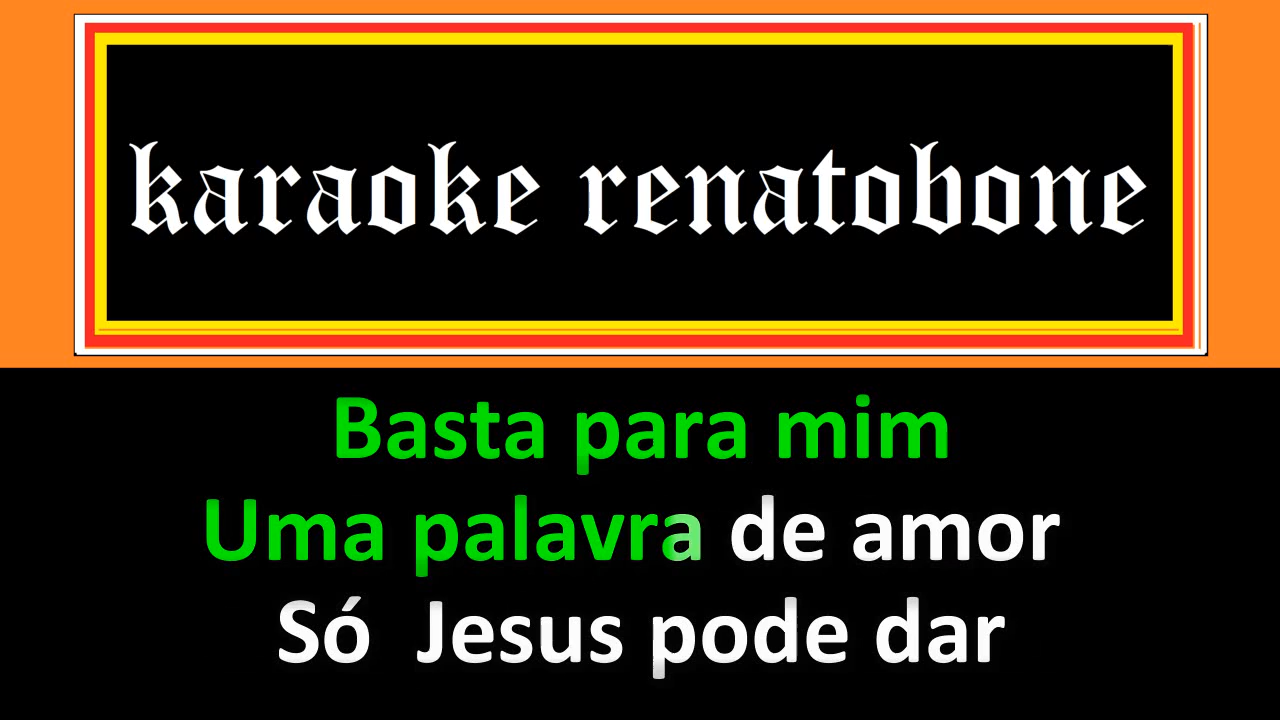 karaoke renatobone
Basta para mim
Uma palavra de amor
Só  Jesus pode dar